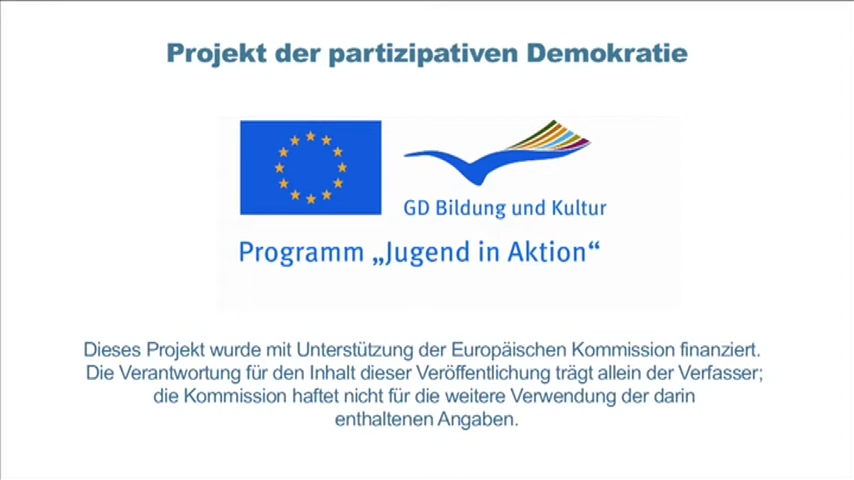 Projekt der partizipativen Demokratie
GD Bildung und Kultur
Programm „Jugend in Aktion“
Dieses Projekt wurde mit Unterstützung der Europäischen Kommission finanziert.
Die Verantwortung für den Inhalt dieser Veröffentlichung trägt allein der Verfasser;
die Kommission haftet nicht für die weitere Verwendung der darin
enthaltenen Angaben.